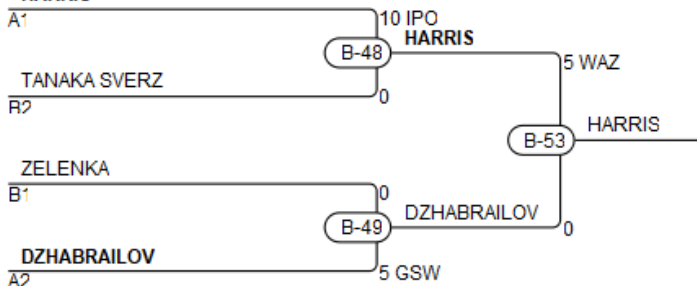 A1
10 IPO
B-48
HARRIS
5 WAZ
TANAKA SVERZ
0
B2
B-53
HARRIS
ZELENKA
B1
0
B-49
DZHABRAILOV
0
DZHABRAILOV
5 GSW
A2